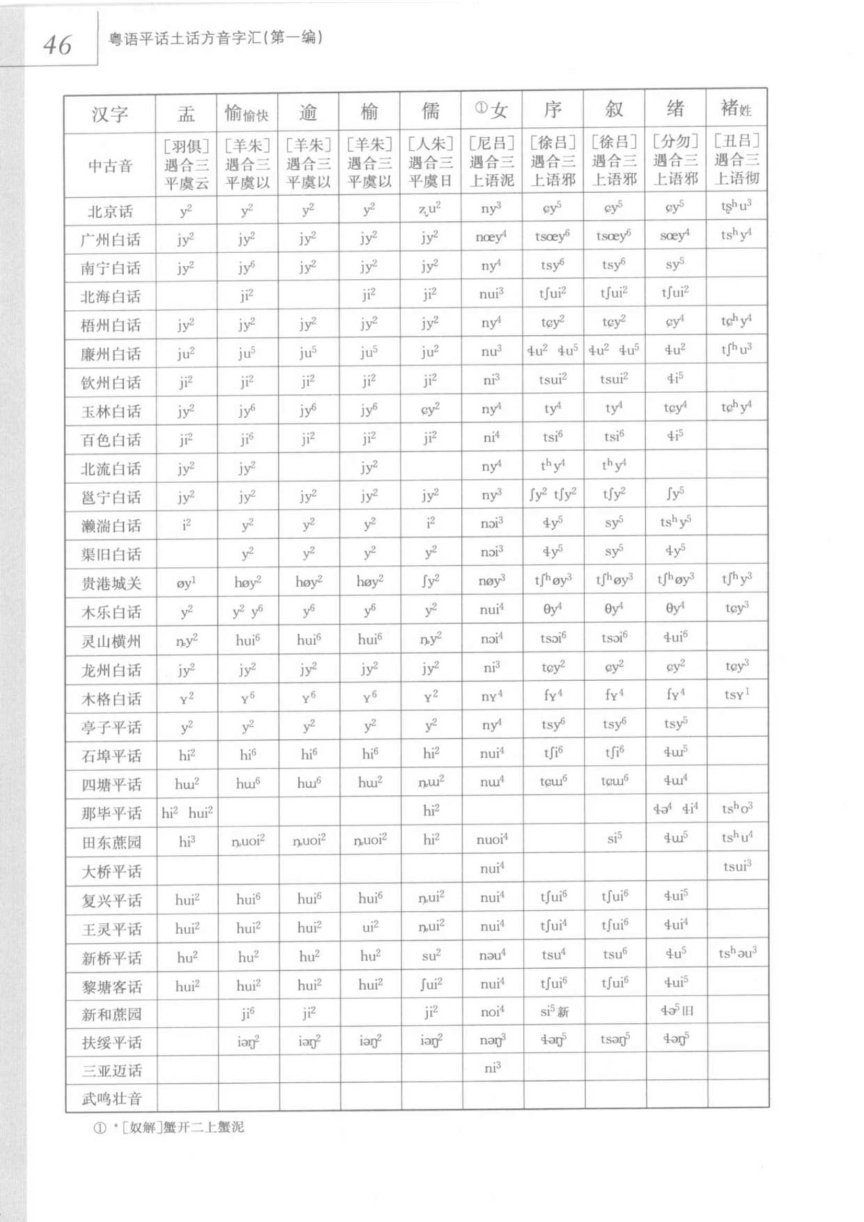 46 粤语平话土话方音字汇(第一编)
汉字 盂 愉愉快 逾 榆 儒 ①女 序 叙 绪 褚姓
中古音 [羽俱]遇合三平虞云 [羊朱]遇合三平虞以 [羊朱]遇合三平虞以 [羊朱]遇合三平虞以 [人朱]遇合三平虞日 [尼吕]遇合三上语泥 [徐吕]遇合三上语邪 [徐吕]遇合三上语邪 [分勿]遇合三上语邪 [丑吕]遇合三上语彻
北京话 y² y² y² y² ʐu² ny³ ɕy⁵ ɕy⁵ ɕy⁵ tʂʰu³
广州白话 jy² jy² jy² jy² jy² nœy⁴ tsœy⁶ tsœy⁶ sœy⁴ tsʰy⁴
南宁白话 jy² jy⁶ jy² jy² jy² ny⁴ tsy⁶ tsy⁶ sy⁵
北海白话 ji² ji² ji² nui³ tʃui² tʃui² tʃui²
梧州白话 jy² jy² jy² jy² jy² ny⁴ tɕy² tɕy² ɕy⁴ tɕʰy⁴
廉州白话 ju² ju⁵ ju⁵ ju⁵ ju² nu³ ɬu² ɬu⁵ ɬu² ɬu⁵ ɬu² tʃʰu³
钦州白话 ji² ji² ji² ji² ji² ni³ tsui² tsui² ɬi⁵
玉林白话 jy² jy⁶ jy⁶ jy⁶ ɕy² ny⁴ ty⁴ ty⁴ tɕy⁴ tɕʰy⁴
百色白话 ji² ji⁶ ji² ji² ji² ni⁴ tsi⁶ tsi⁶ ɬi⁵
北流白话 jy² jy² jy² ny⁴ tʰy⁴ tʰy⁴
邕宁白话 jy² jy² jy² jy² jy² ny³ ʃy² tʃy² tʃy² ʃy⁵
濑湍白话 i² y² y² y² i² nɔi³ ɬy⁵ sy⁵ tsʰy⁵
渠旧白话 y² y² y² y² nɔi³ ɬy⁵ sy⁵ ɬy⁵
贵港城关 øy¹ høy² høy² høy² ʃy² nøy³ tʃʰøy³ tʃʰøy³ tʃʰøy³ tʃʰy³
木乐白话 y² y² y⁶ y⁶ y⁶ y² nui⁴ θy⁴ θy⁴ θy⁴ tɕy³
灵山横州 ȵy² hui⁶ hui⁶ hui⁶ ȵy² nɔi⁴ tsɔi⁶ tsɔi⁶ ɬui⁶
龙州白话 jy² jy² jy² jy² jy² ni³ tɕy² ɕy² ɕy² tɕy³
木格白话 ʏ² ʏ⁶ ʏ⁶ ʏ⁶ ʏ² nʏ⁴ fʏ⁴ fʏ⁴ fʏ⁴ tsʏ¹
亭子平话 y² y² y² y² y² ny⁴ tsy⁶ tsy⁶ tsy⁵
石埠平话 hi² hi⁶ hi⁶ hi⁶ hi² nui⁴ tʃi⁶ tʃi⁶ ɬɯ⁵
四塘平话 hɯ² hɯ⁶ hɯ⁶ hɯ² ȵɯ² nɯ⁴ tɕɯ⁶ tɕɯ⁶ ɬɯ⁴
那毕平话 hi² hui² hi² ɬə⁴ ɬi⁴ tsʰo³
田东蔗园 hi³ ȵuoi² ȵuoi² ȵuoi² hi² nuoi⁴ si⁵ ɬɯ⁵ tsʰu⁴
大桥平话 nui⁴ tsui³
复兴平话 hui² hui⁶ hui⁶ hui⁶ ȵui² nui⁴ tʃui⁶ tʃui⁶ ɬui⁵
王灵平话 hui² hui² hui² ui² ȵui² nui⁴ tʃui⁴ tʃui⁶ ɬui⁴
新桥平话 hu² hu² hu² hu² su² nəu⁴ tsu⁴ tsu⁶ ɬu⁵ tsʰəu³
黎塘客话 hui² hui² hui² hui² ʃui² nui⁴ tʃui⁶ tʃui⁶ ɬui⁵
新和蔗园 ji⁶ ji² ji² noi⁴ si⁵新 ɬə⁵旧
扶绥平话 iəŋ² iəŋ² iəŋ² iəŋ² nəŋ³ ɬəŋ⁵ tsəŋ⁵ ɬəŋ⁵
三亚迈话 ni³
武鸣壮音
① *[奴解]蟹开二上蟹泥